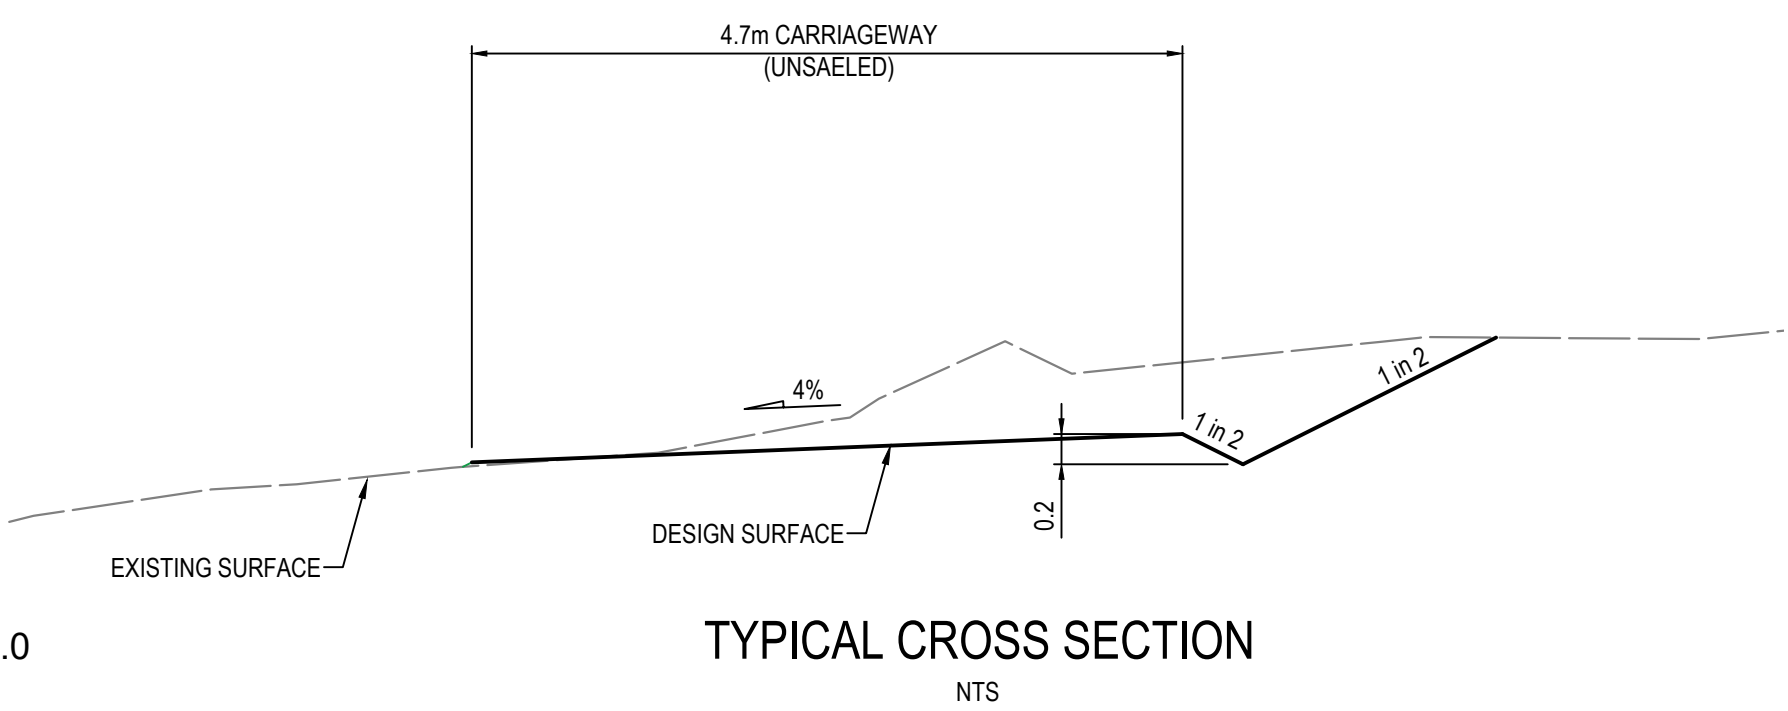 4.7m CARRIAGEWAY
(UNSAELED)
4%
1 in 2
1 in 2
0.2
DESIGN SURFACE
EXISTING SURFACE
.0
TYPICAL CROSS SECTION
NTS